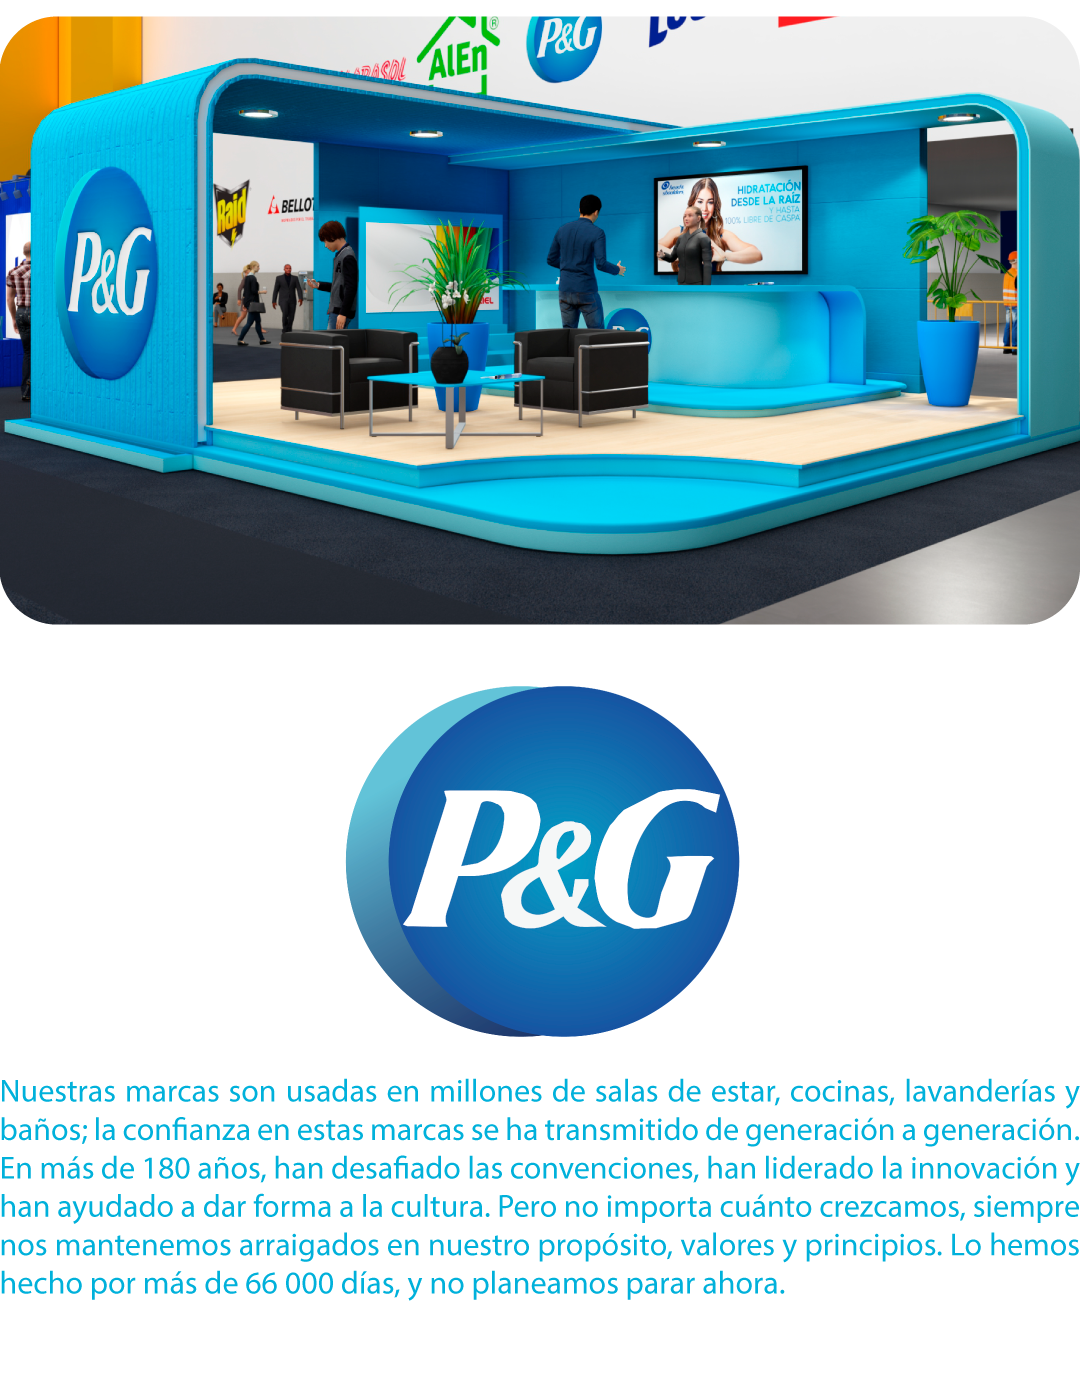 AlEn
®
P&G
Raid
BELLOT
P&G
head &
shoulders
HIDRATACIÓN
DESDE LA RAÍZ
Y HASTA
100% LIBRE DE CASPA
P&G
Nuestras marcas son usadas en millones de salas de estar, cocinas, lavanderías y
baños; la confianza en estas marcas se ha transmitido de generación a generación.
En más de 180 años, han desafiado las convenciones, han liderado la innovación y
han ayudado a dar forma a la cultura. Pero no importa cuánto crezcamos, siempre
nos mantenemos arraigados en nuestro propósito, valores y principios. Lo hemos
hecho por más de 66 000 días, y no planeamos parar ahora.